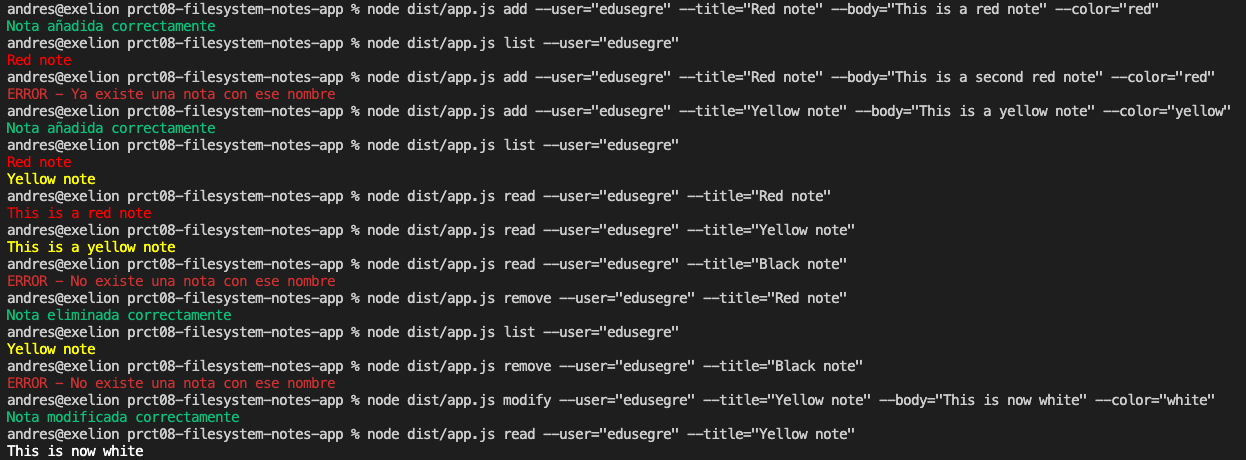 andres@exelion prct08-filesystem-notes-app % node dist/app.js add --user="edusegre" --title="Red note" --body="This is a red note" --color="red"
Nota añadida correctamente
andres@exelion prct08-filesystem-notes-app % node dist/app.js list --user="edusegre"
Red note
andres@exelion prct08-filesystem-notes-app % node dist/app.js add --user="edusegre" --title="Red note" --body="This is a second red note" --color="red"
ERROR - Ya existe una nota con ese nombre
andres@exelion prct08-filesystem-notes-app % node dist/app.js add --user="edusegre" --title="Yellow note" --body="This is a yellow note" --color="yellow"
Nota añadida correctamente
andres@exelion prct08-filesystem-notes-app % node dist/app.js list --user="edusegre"
Red note
Yellow note
andres@exelion prct08-filesystem-notes-app % node dist/app.js read --user="edusegre" --title="Red note"
This is a red note
andres@exelion prct08-filesystem-notes-app % node dist/app.js read --user="edusegre" --title="Yellow note"
This is a yellow note
andres@exelion prct08-filesystem-notes-app % node dist/app.js read --user="edusegre" --title="Black note"
ERROR - No existe una nota con ese nombre
andres@exelion prct08-filesystem-notes-app % node dist/app.js remove --user="edusegre" --title="Red note"
Nota eliminada correctamente
andres@exelion prct08-filesystem-notes-app % node dist/app.js list --user="edusegre"
Yellow note
andres@exelion prct08-filesystem-notes-app % node dist/app.js remove --user="edusegre" --title="Black note"
ERROR - No existe una nota con ese nombre
andres@exelion prct08-filesystem-notes-app % node dist/app.js modify --user="edusegre" --title="Yellow note" --body="This is now white" --color="white"
Nota modificada correctamente
andres@exelion prct08-filesystem-notes-app % node dist/app.js read --user="edusegre" --title="Yellow note"
This is now white